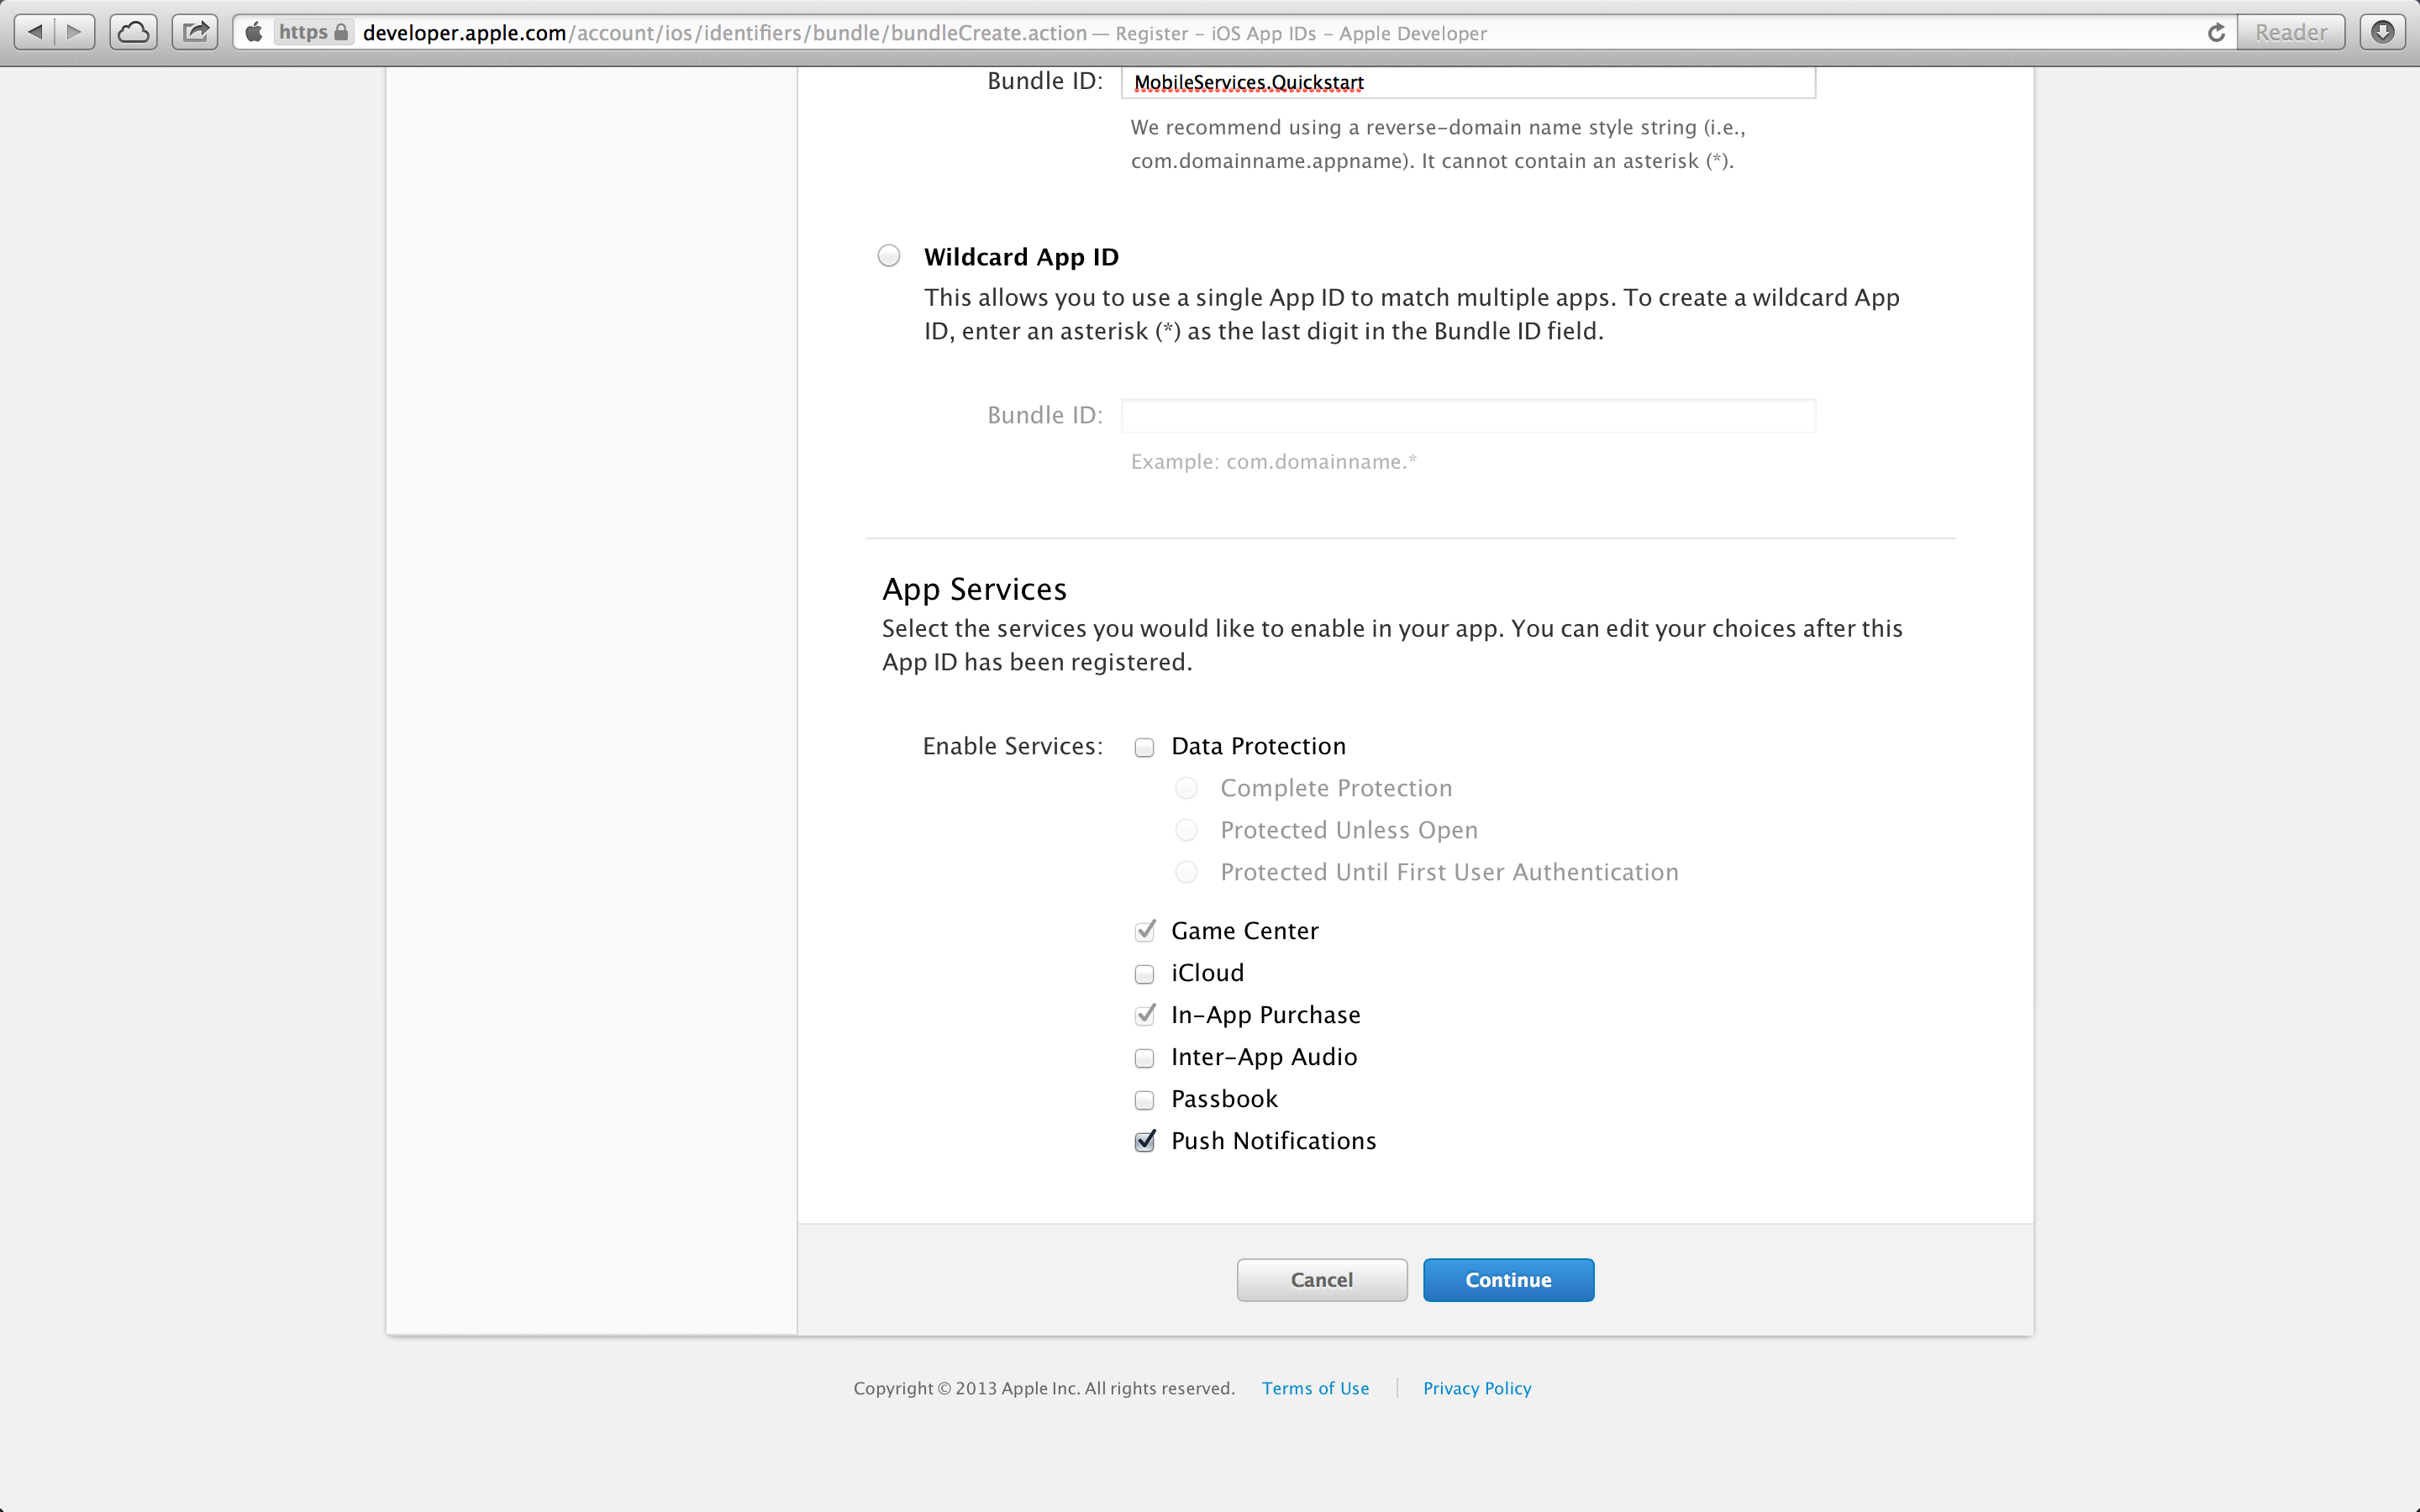 https developer.apple.com/account/ios/identifiers/bundle/bundleCreate.action — Register – iOS App IDs – Apple Developer Reader
Bundle ID: MobileServices.Quickstart
We recommend using a reverse-domain name style string (i.e.,
com.domainname.appname). It cannot contain an asterisk (*).
Wildcard App ID
This allows you to use a single App ID to match multiple apps. To create a wildcard App
ID, enter an asterisk (*) as the last digit in the Bundle ID field.
Bundle ID:
Example: com.domainname.*
App Services
Select the services you would like to enable in your app. You can edit your choices after this
App ID has been registered.
Enable Services: Data Protection
Complete Protection
Protected Unless Open
Protected Until First User Authentication
Game Center
iCloud
In-App Purchase
Inter-App Audio
Passbook
Push Notifications
Cancel Continue
Copyright © 2013 Apple Inc. All rights reserved. Terms of Use | Privacy Policy